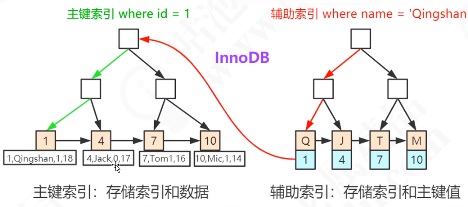 主键索引 where id = 1
辅助索引 where name = 'Qingshan
InnoDB
1 4 7 10
Q J T M
1 4 7 10
1,Qingshan,1,18 4,Jack,0,17 7,Tom1,16 10,Mic,1,14
主键索引：存储索引和数据
辅助索引：存储索引和主键值